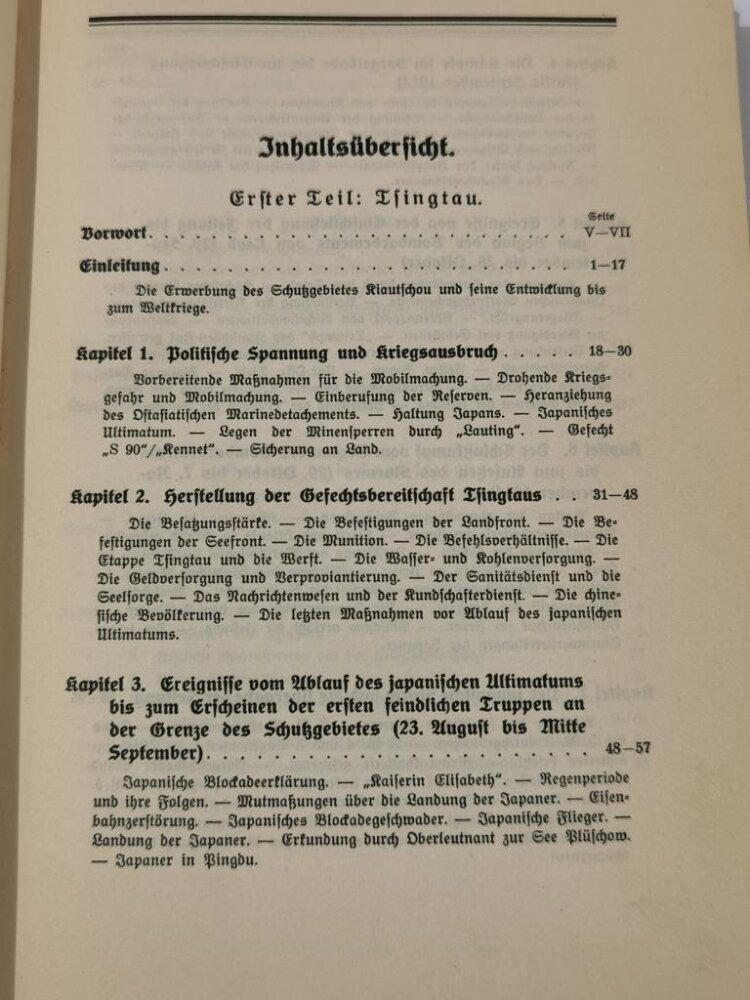 Inhaltsübersicht.
Erster Teil: Tsingtau.
Seite
Vorwort. . . . . . . . . . . . . . . . . . . . . . . . V—VII
Einleitung . . . . . . . . . . . . . . . . . . . . . . . 1—17
Die Erwerbung des Schutzgebietes Kiautschou und seine Entwicklung bis
zum Weltkriege.
Kapitel 1. Politische Spannung und Kriegsausbruch . . . . . 18—30
Vorbereitende Maßnahmen für die Mobilmachung. — Drohende Kriegs-
gefahr und Mobilmachung. — Einberufung der Reserven. — Heranziehung
des Ostasiatischen Marinedetachements. — Haltung Japans. — Japanisches
Ultimatum. — Legen der Minensperren durch „Lauting“. — Gefecht
„S 90“/„Kennet“. — Sicherung an Land.
Kapitel 2. Herstellung der Gefechtsbereitschaft Tsingtaus . . 31—48
Die Besatzungsstärke. — Die Befestigungen der Landfront. — Die Be-
festigungen der Seefront. — Die Munition. — Die Befehlsverhältnisse. — Die
Etappe Tsingtau und die Werft. — Die Wasser- und Kohlenversorgung. —
Die Geldversorgung und Verproviantierung. — Der Sanitätsdienst und die
Seelsorge. — Das Nachrichtenwesen und der Kundschafterdienst. — Die chine-
sische Bevölkerung. — Die letzten Maßnahmen vor Ablauf des japanischen
Ultimatums.
Kapitel 3. Ereignisse vom Ablauf des japanischen Ultimatums
bis zum Erscheinen der ersten feindlichen Truppen an
der Grenze des Schutzgebietes (23. August bis Mitte
September) . . . . . . . . . . . . . . . . . . . . 48—57
Japanische Blockadeerklärung. — „Kaiserin Elisabeth“. — Regenperiode
und ihre Folgen. — Mutmaßungen über die Landung der Japaner. — Eisen-
bahnzerstörung. — Japanisches Blockadegeschwader. — Japanische Flieger. —
Landung der Japaner. — Erkundung durch Oberleutnant zur See Plüschow.
— Japaner in Pingdu.